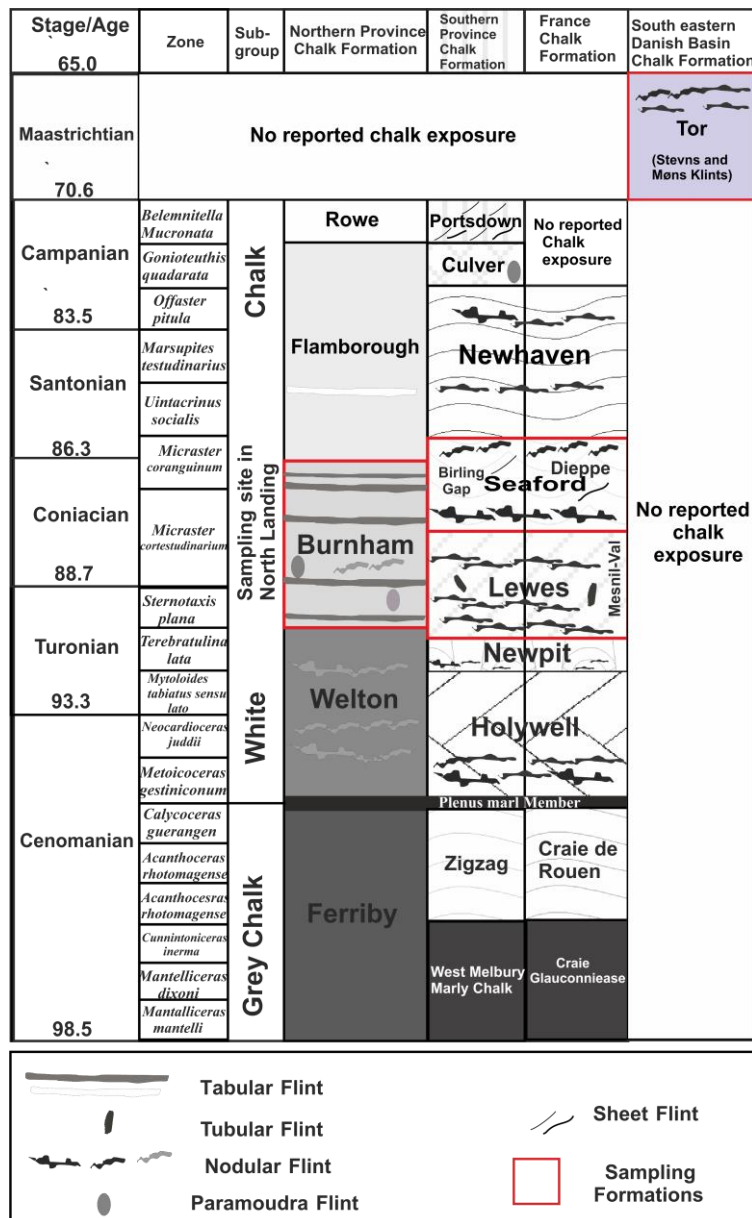 Stage/Age
65.0
Zone
Sub-
group
Northern Province
Chalk Formation
Southern
Province
Chalk
Formation
France
Chalk
Formation
South eastern
Danish Basin
Chalk Formation
Maastrichtian
70.6
No reported chalk exposure
Tor
(Stevns and
Møns Klints)
Campanian
83.5
Belemnitella
Mucronata
Gonioteuthis
quadarata
Offaster
pitula
Santonian
86.3
Marsupites
testudinarius
Uintacrinus
socialis
Micraster
coranguinum
Coniacian
88.7
Micraster
cortestudinarium
Turonian
93.3
Sternotaxis
plana
Terebratulina
lata
Mytoloides
tabiatus sensu
lato
Cenomanian
98.5
Neocardioceras
juddii
Metoicoceras
gestiniconum
Calycoceras
guerangen
Acanthoceras
rhotomagense
Acanthocesras
rhotomagense
Cunnintoniceras
inerma
Mantelliceras
dixoni
Mantalliceras
mantelli
Chalk
White
Grey Chalk
Sampling site in
North Landing
Rowe
Flamborough
Burnham
Welton
Ferriby
Portsdown
Culver
No reported
Chalk
exposure
Newhaven
Birling
Gap
Dieppe
Seaford
Lewes
Mesnil-Val
Newpit
Holywell
Plenus marl Member
Zigzag
Craie de
Rouen
West Melbury
Marly Chalk
Craie
Glauconniease
No reported
chalk
exposure
Tabular Flint
Tubular Flint
Nodular Flint
Paramoudra Flint
Sheet Flint
Sampling
Formations